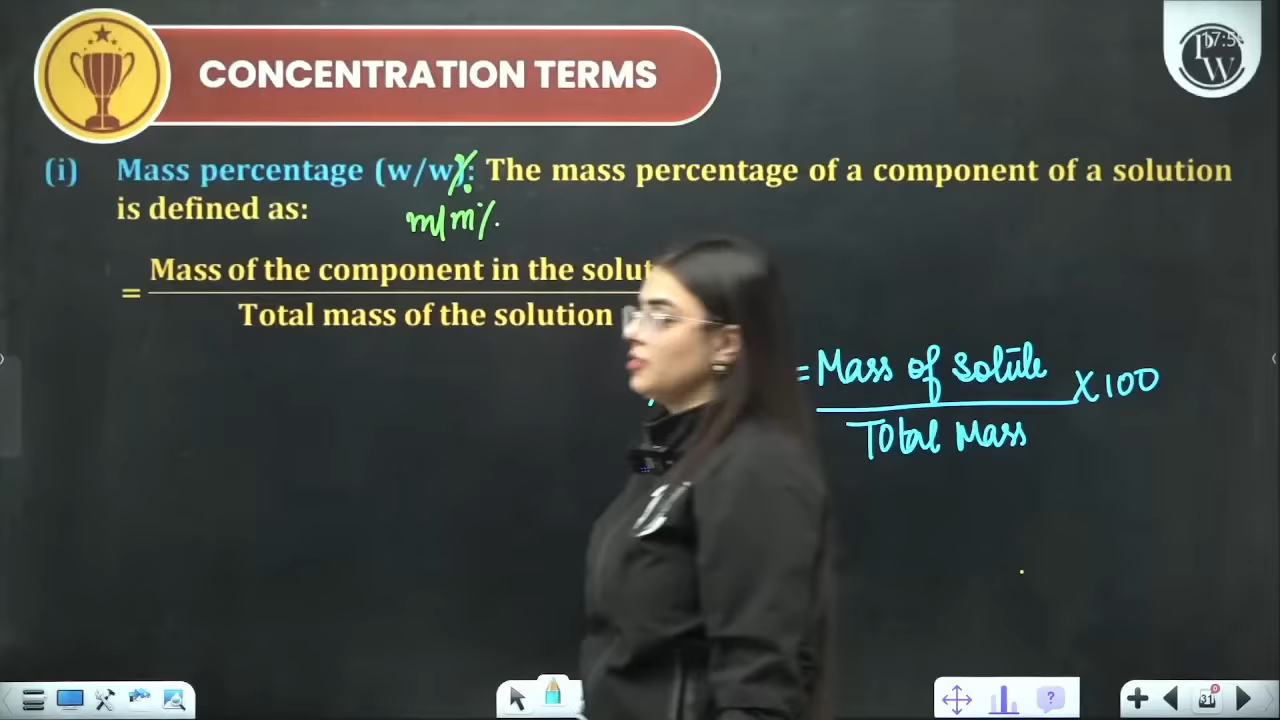 CONCENTRATION TERMS
(i) Mass percentage (w/w): The mass percentage of a component of a solution
is defined as:
m/m%.
= Mass of the component in the solut
Total mass of the solution
= Mass of solute × 100
Total Mass